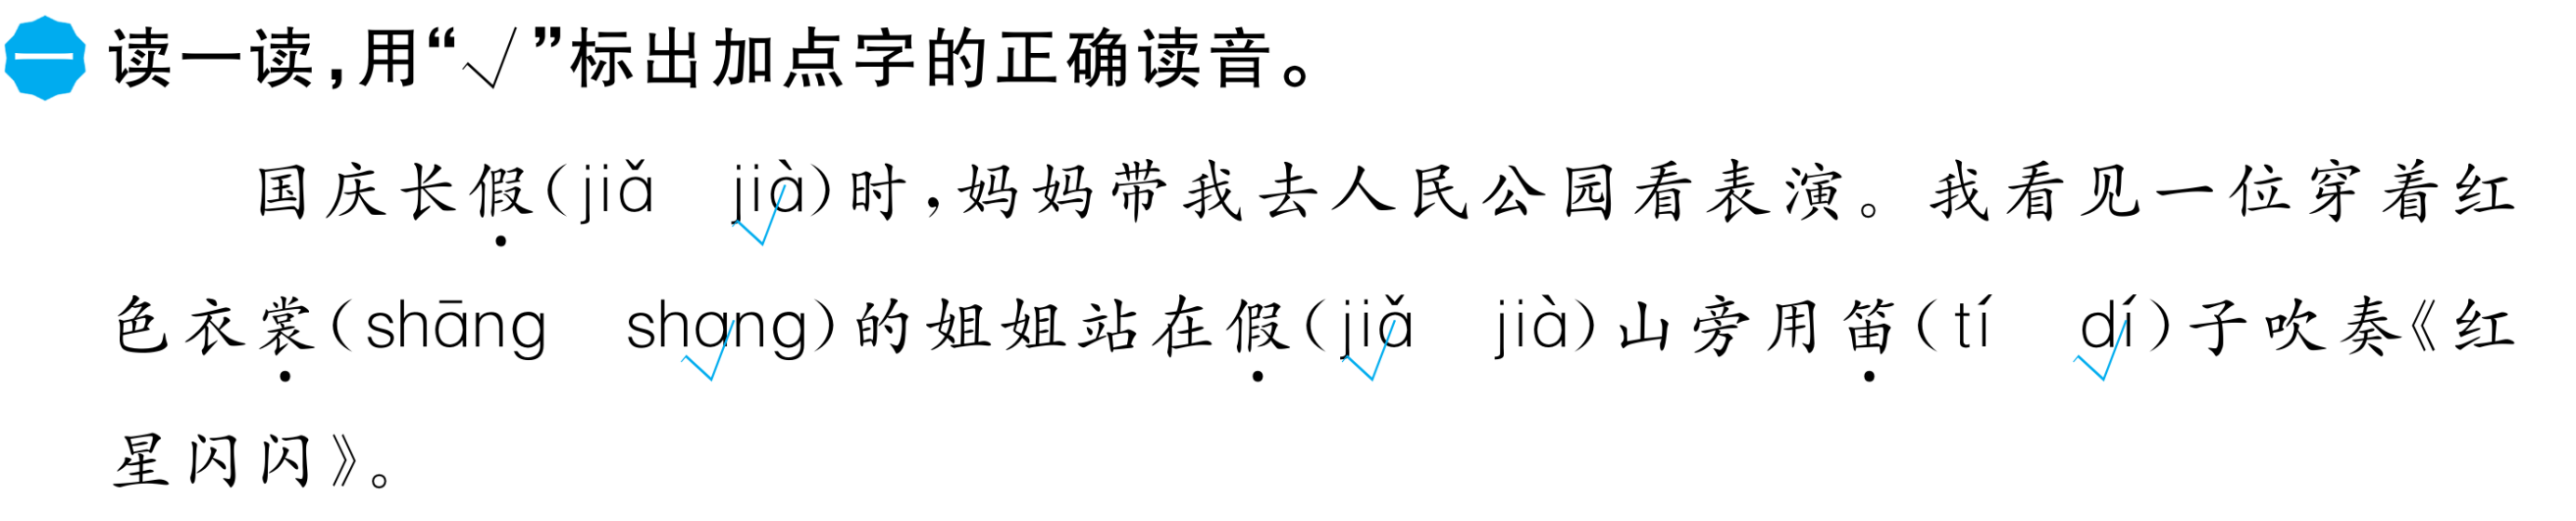 一 读一读,用“√”标出加点字的正确读音。
国庆长假(jiǎ jià)时,妈妈带我去人民公园看表演。我看见一位穿着红
色衣裳(shāng shang)的姐姐站在假(jiǎ jià)山旁用笛(tí dí)子吹奏《红
星闪闪》。